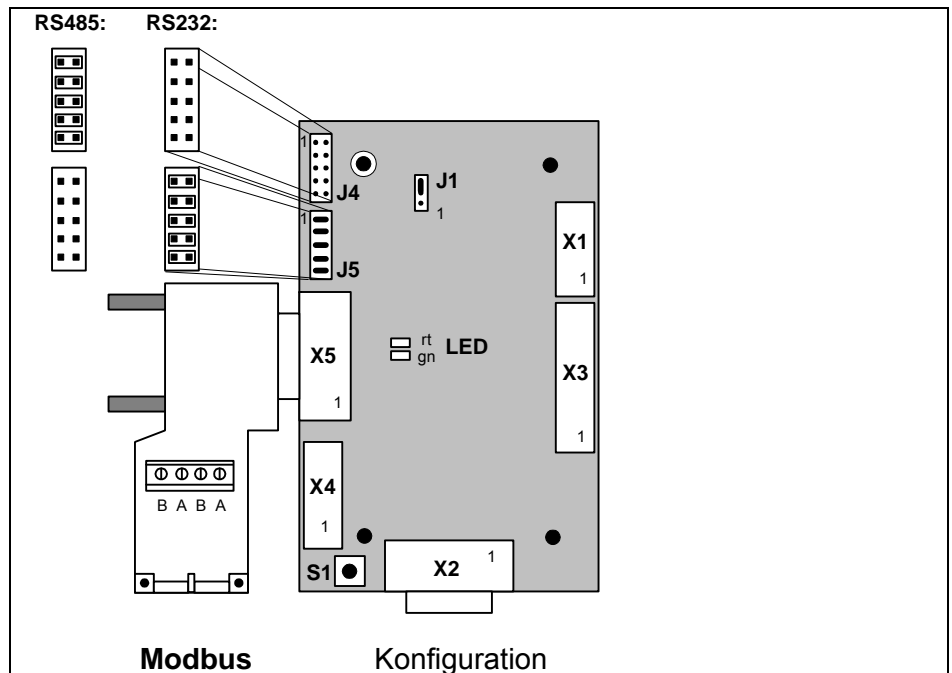 RS485: RS232:
1
J4
J1
1
1
J5
X1
1
X5
1
rt
gn
LED
X3
1
B A B A
X4
1
S1
X2
1
Modbus
Konfiguration